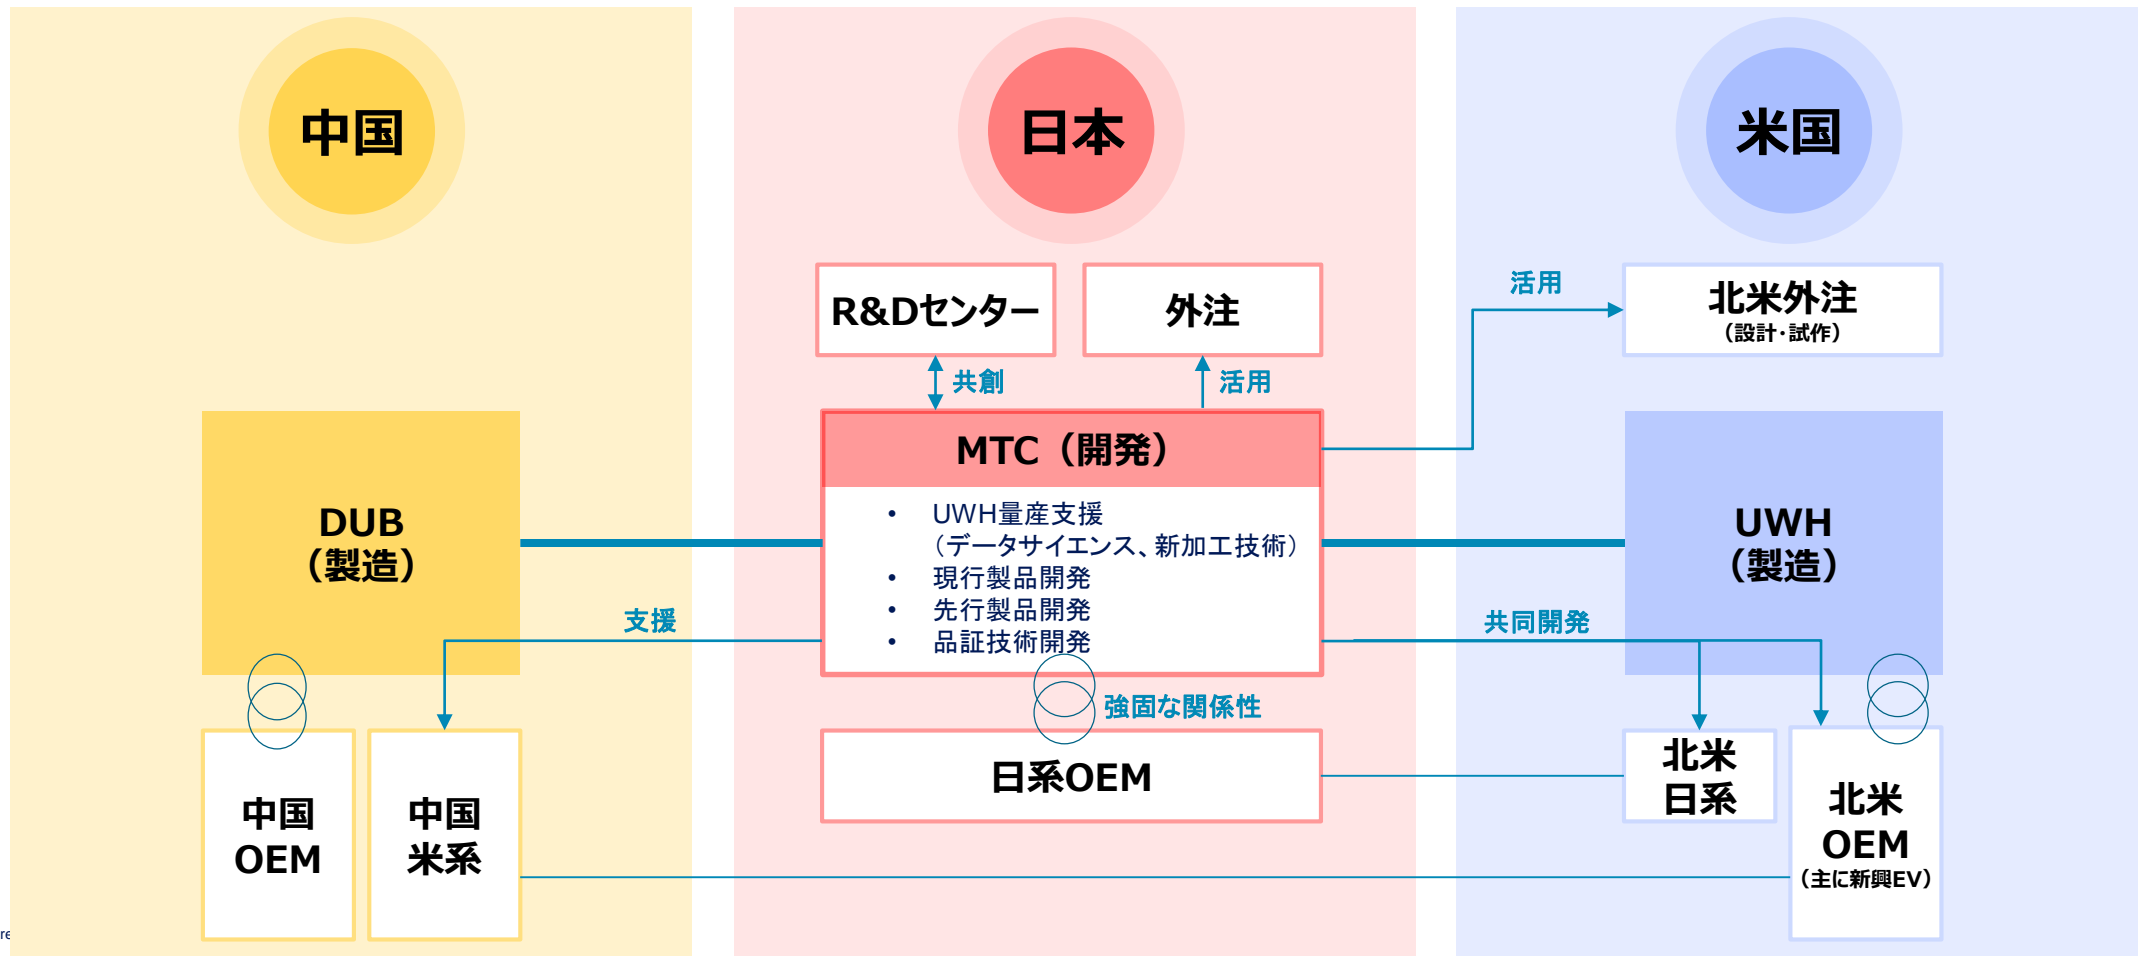 中国
日本
米国
R&Dセンター
外注
活用
北米外注
（設計・試作）
共創
活用
MTC（開発）
• UWH量産支援
（データサイエンス、新加工技術）
• 現行製品開発
• 先行製品開発
• 品証技術開発
DUB
（製造）
UWH
（製造）
支援
共同開発
強固な関係性
日系OEM
中国
OEM
中国
米系
北米
日系
北米
OEM
（主に新興EV）
re